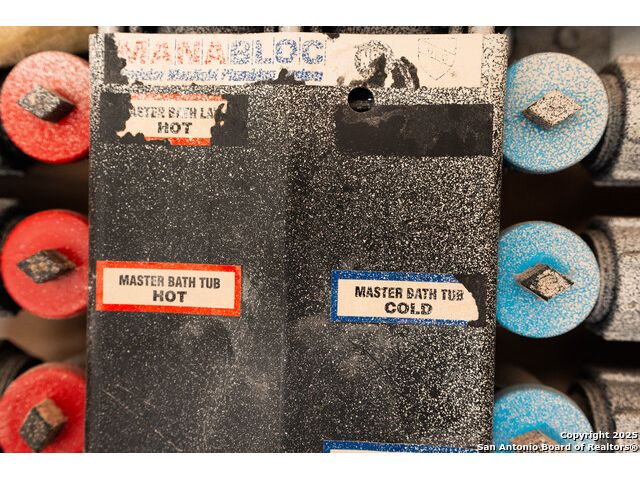 MANABLOC
MASTER BATH LAV
HOT
MASTER BATH TUB
HOT
MASTER BATH TUB
COLD
Copyright 2025
San Antonio Board of Realtors®